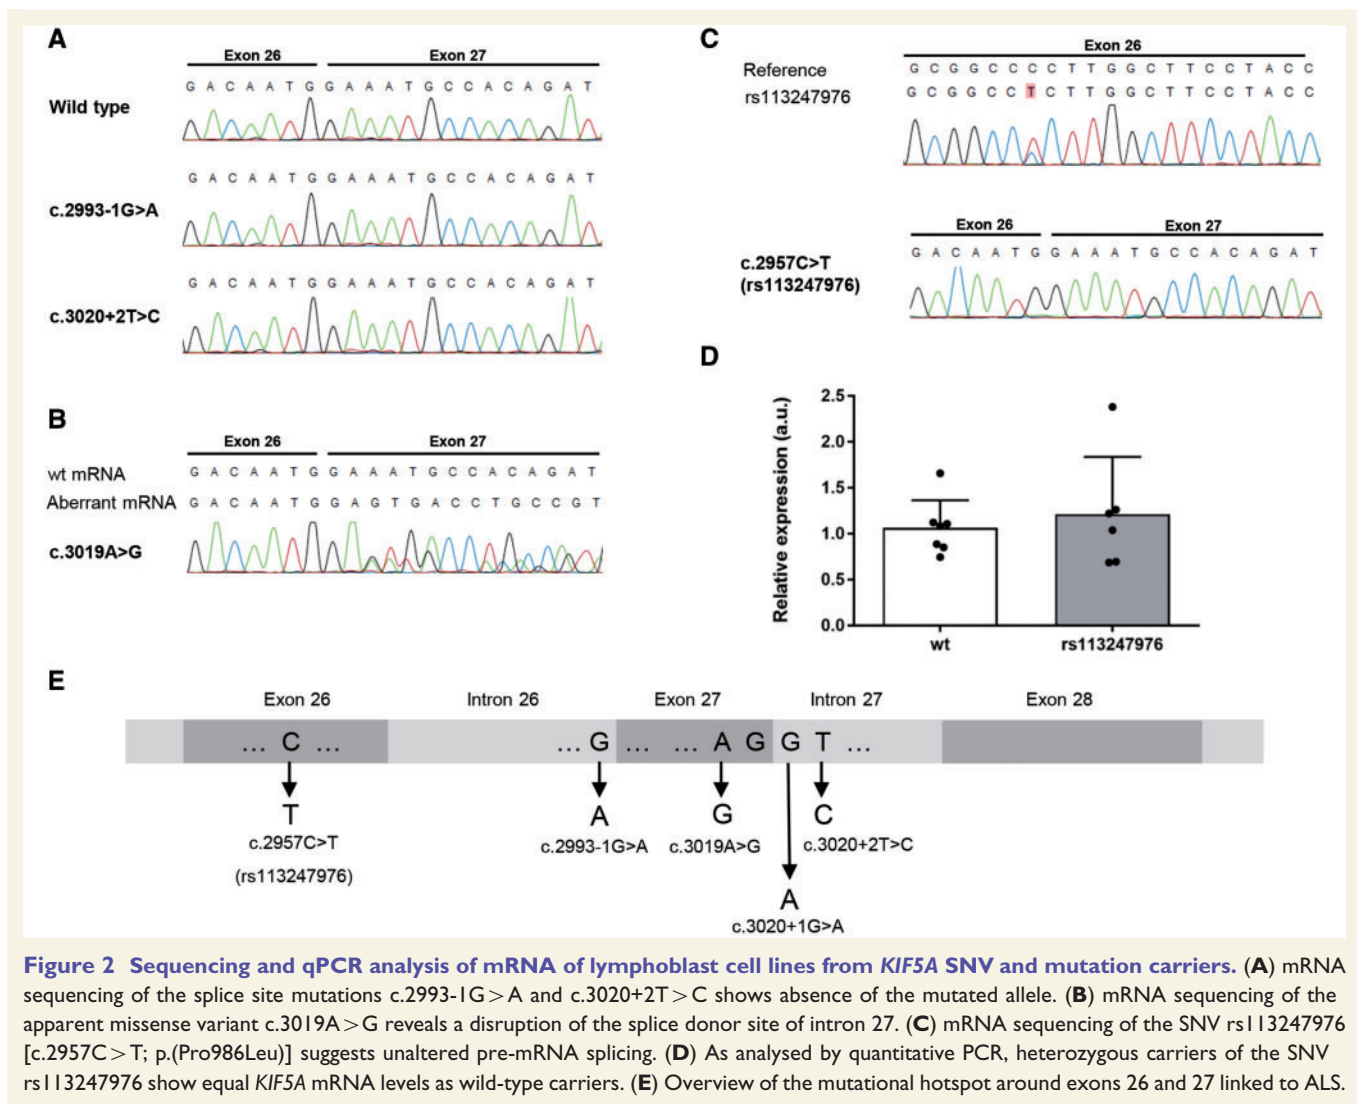 A
Exon 26 Exon 27
G A C A A T G G A A A T G C C A C A G A T
Wild type
G A C A A T G G A A A T G C C A C A G A T
c.2993-1G>A
G A C A A T G G A A A T G C C A C A G A T
c.3020+2T>C
B
Exon 26 Exon 27
wt mRNA G A C A A T G G A A A T G C C A C A G A T
Aberrant mRNA G A C A A T G G A G T G A C C T G C C G T
c.3019A>G
C
Exon 26
Reference G C G G C C C C T T G G C T T C C T A C C
rs113247976 G C G G C C T C T T G G C T T C C T A C C
Exon 26 Exon 27
G A C A A T G G A A A T G C C A C A G A T
c.2957C>T
(rs113247976)
D
Relative expression (a.u.)
2.5
2.0
1.5
1.0
0.5
0.0
wt rs113247976
E
Exon 26 Intron 26 Exon 27 Intron 27 Exon 28
... C ... ... G ... ... A G G T ...
T A G C
c.2957C>T c.2993-1G>A c.3019A>G c.3020+2T>C
(rs113247976)
A
c.3020+1G>A
Figure 2 Sequencing and qPCR analysis of mRNA of lymphoblast cell lines from KIF5A SNV and mutation carriers. (A) mRNA
sequencing of the splice site mutations c.2993-1G>A and c.3020+2T>C shows absence of the mutated allele. (B) mRNA sequencing of the
apparent missense variant c.3019A>G reveals a disruption of the splice donor site of intron 27. (C) mRNA sequencing of the SNV rs113247976
[c.2957C>T; p.(Pro986Leu)] suggests unaltered pre-mRNA splicing. (D) As analysed by quantitative PCR, heterozygous carriers of the SNV
rs113247976 show equal KIF5A mRNA levels as wild-type carriers. (E) Overview of the mutational hotspot around exons 26 and 27 linked to ALS.